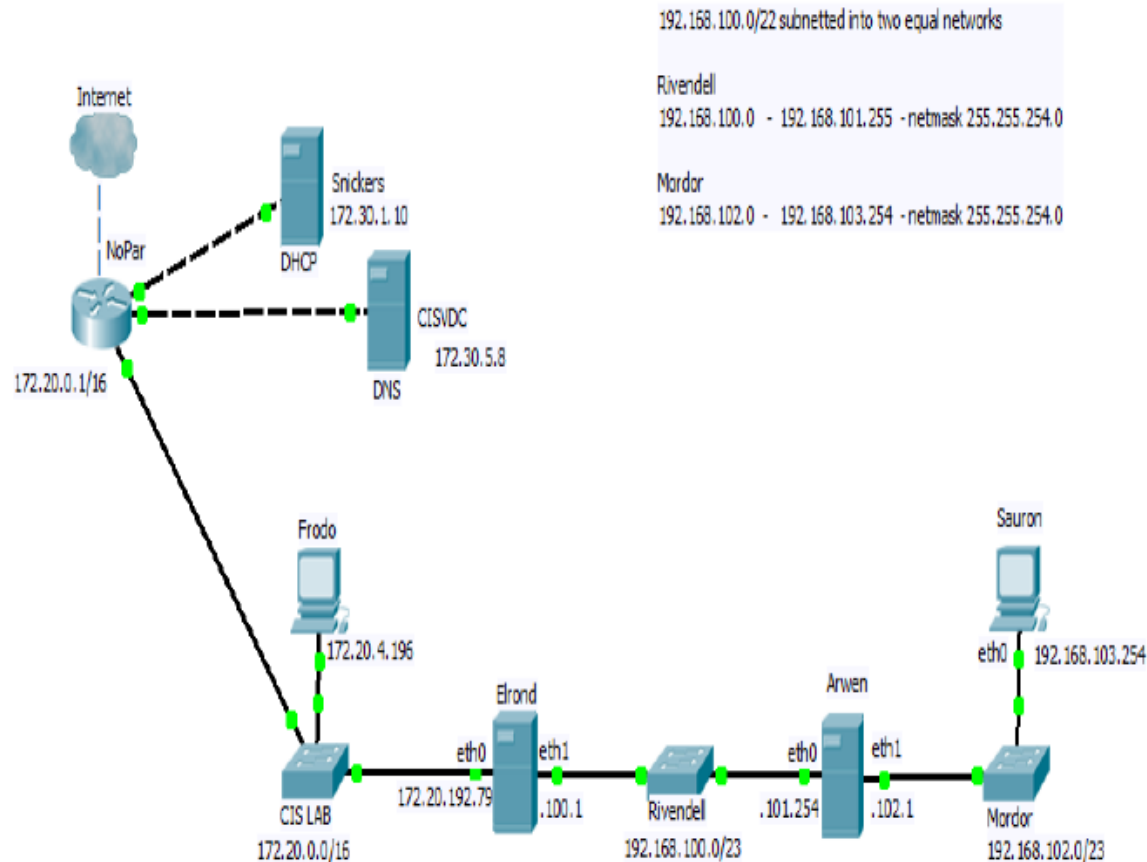 192.168.100.0/22 subnetted into two equal networks
Rivendell
192.168.100.0 - 192.168.101.255 - netmask 255.255.254.0
Mordor
192.168.102.0 - 192.168.103.254 - netmask 255.255.254.0
Internet
NoPar
172.20.0.1/16
Snickers
172.30.1.10
DHCP
CISVDC
172.30.5.8
DNS
Frodo
172.20.4.196
Sauron
eth0 192.168.103.254
Elrond
eth0 eth1
172.20.192.79 .100.1
Arwen
eth0 eth1
.101.254 .102.1
CIS LAB
172.20.0.0/16
Rivendell
192.168.100.0/23
Mordor
192.168.102.0/23